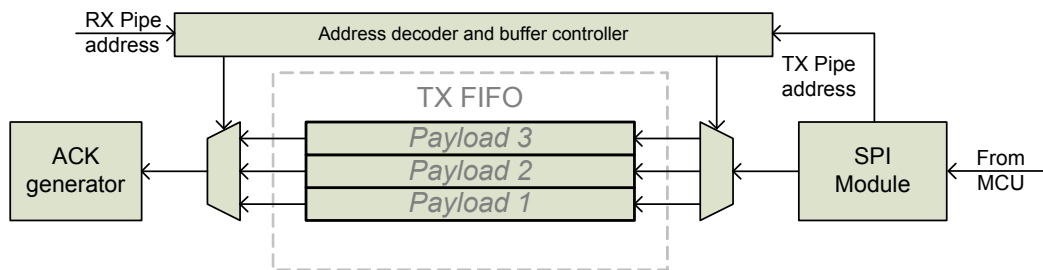 RX Pipe
address
Address decoder and buffer controller
TX Pipe
address
TX FIFO
ACK
generator
Payload 3
Payload 2
Payload 1
SPI
Module
From
MCU